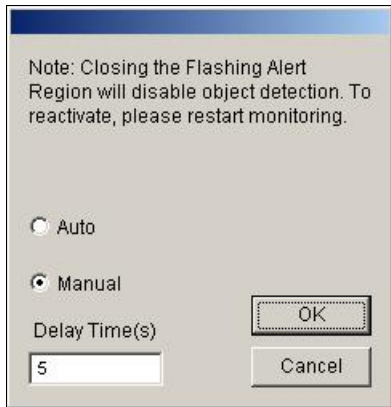 Note: Closing the Flashing Alert
Region will disable object detection. To
reactivate, please restart monitoring.
Auto
Manual
Delay Time(s)
5
OK
Cancel